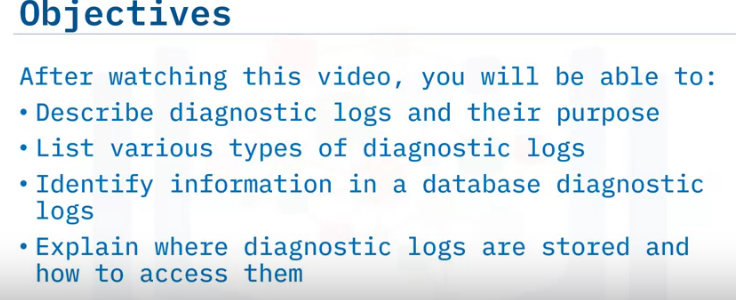 Objectives
After watching this video, you will be able to:
• Describe diagnostic logs and their purpose
• List various types of diagnostic logs
• Identify information in a database diagnostic
logs
• Explain where diagnostic logs are stored and
how to access them